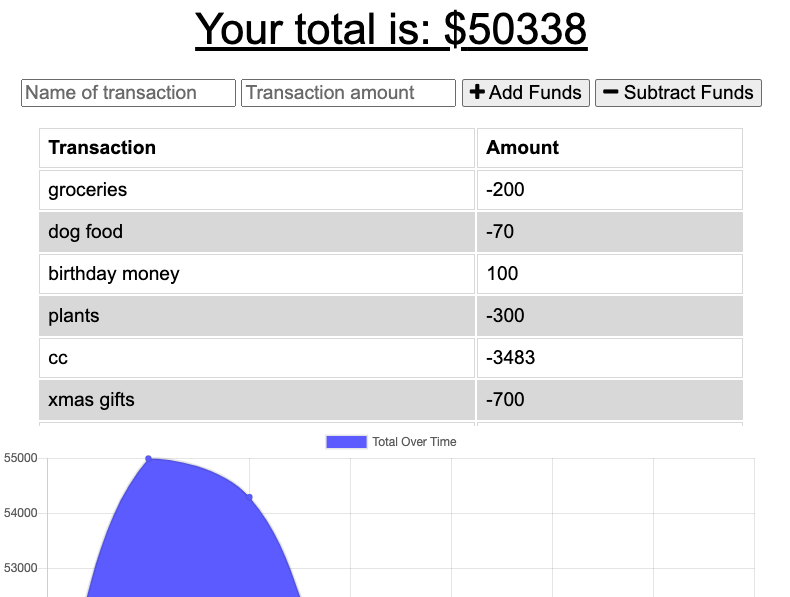 Your total is: $50338
Name of transaction Transaction amount + Add Funds − Subtract Funds
Transaction Amount
groceries -200
dog food -70
birthday money 100
plants -300
cc -3483
xmas gifts -700
Total Over Time
55000
54000
53000